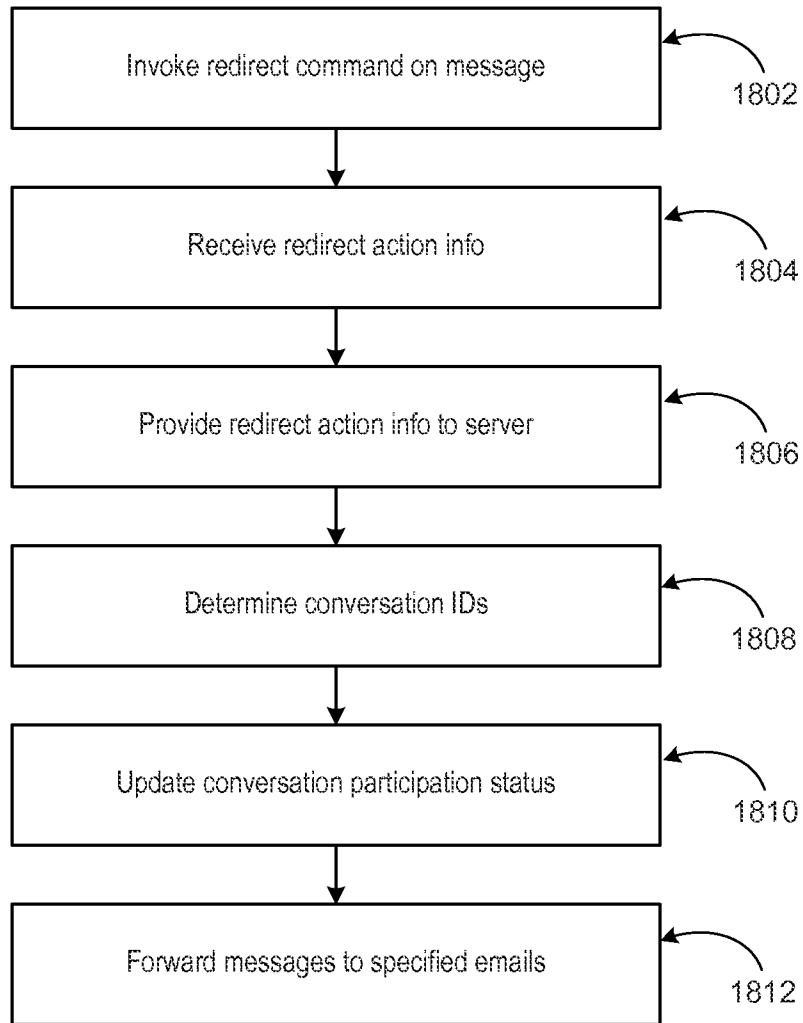 Invoke redirect command on message
1802
Receive redirect action info
1804
Provide redirect action info to server
1806
Determine conversation IDs
1808
Update conversation participation status
1810
Forward messages to specified emails
1812